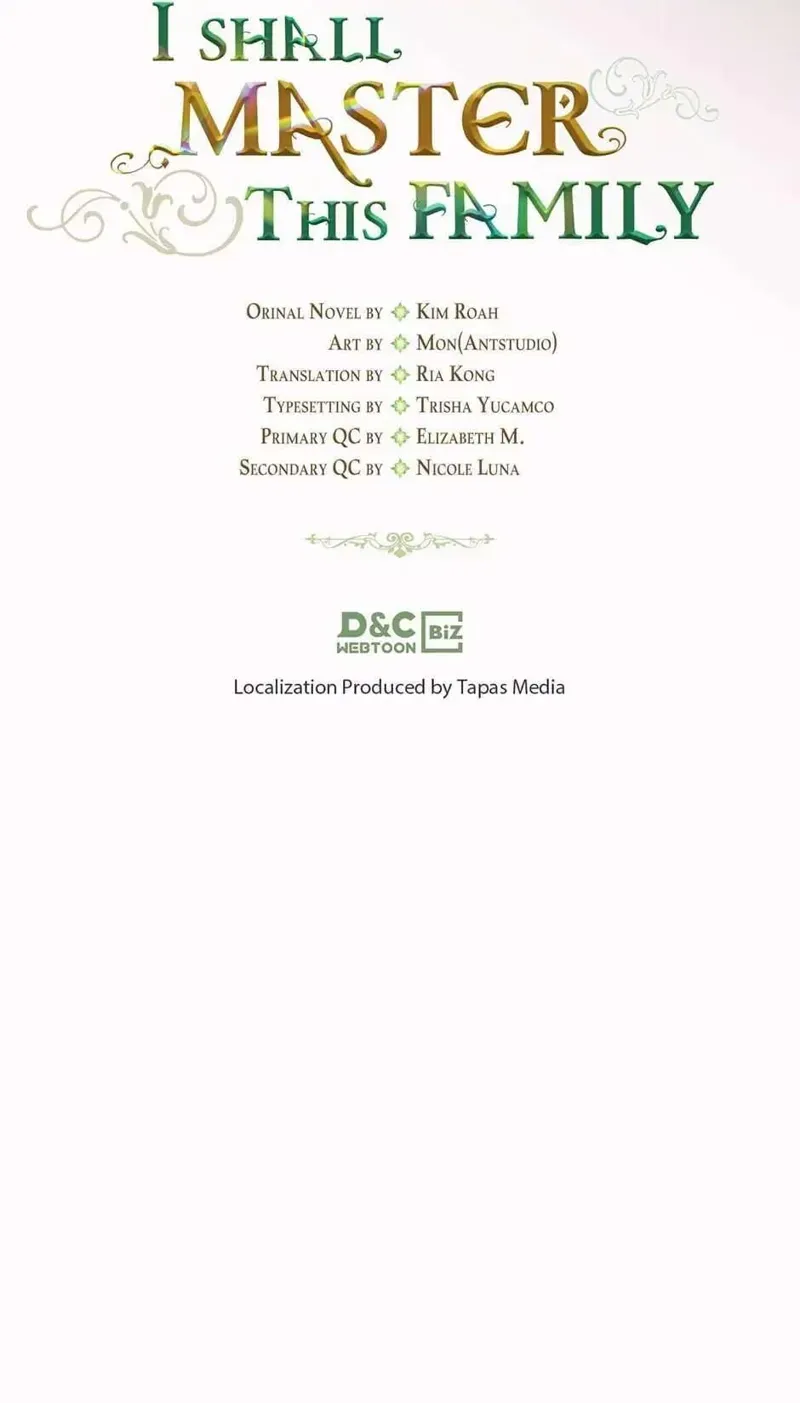 I SHALL
MASTER
THIS FAMILY
ORINAL NOVEL BY KIM ROAH
ART BY MON(ANTSTUDIO)
TRANSLATION BY RIA KONG
TYPESETTING BY TRISHA YUCAMCO
PRIMARY QC BY ELIZABETH M.
SECONDARY QC BY NICOLE LUNA
D&C
WEBTOON BiZ
Localization Produced by Tapas Media